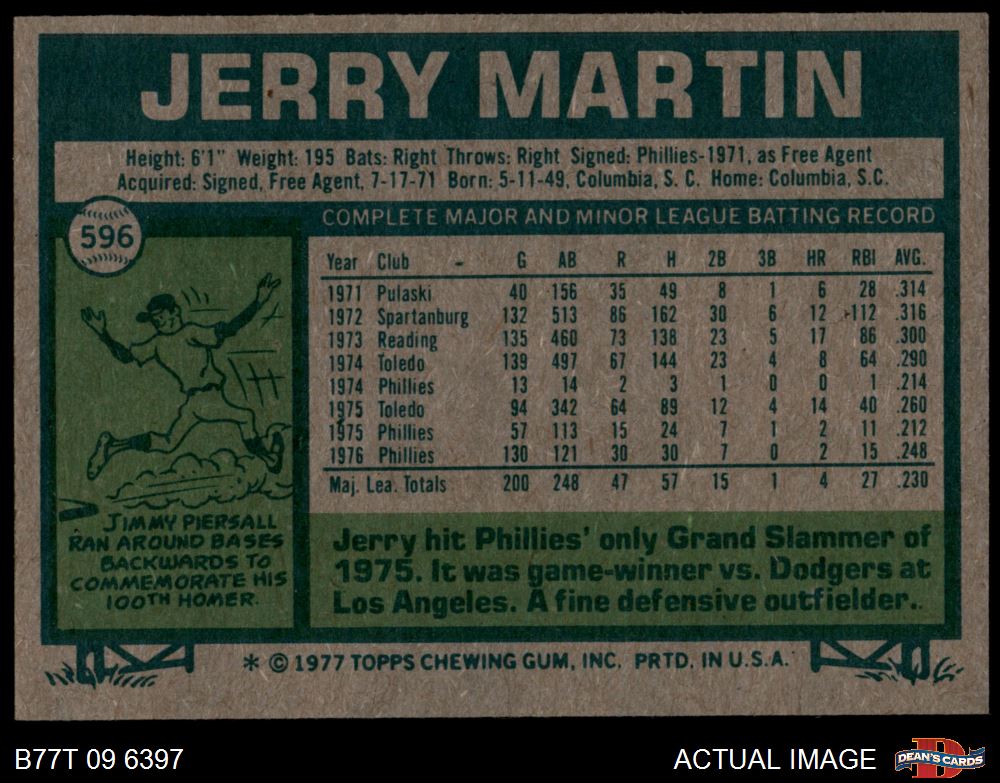 JERRY MARTIN
Height: 6'1" Weight: 195 Bats: Right Throws: Right Signed: Phillies-1971, as Free Agent
Acquired: Signed, Free Agent, 7-17-71 Born: 5-11-49, Columbia, S. C. Home: Columbia, S.C.
596
COMPLETE MAJOR AND MINOR LEAGUE BATTING RECORD
Year Club G AB R H 2B 3B HR RBI AVG.
1971 Pulaski 40 156 35 49 8 1 6 28 .314
1972 Spartanburg 132 513 86 162 30 6 12 112 .316
1973 Reading 135 460 73 138 23 5 17 86 .300
1974 Toledo 139 497 67 144 23 4 8 64 .290
1974 Phillies 13 14 2 3 1 0 0 1 .214
1975 Toledo 94 342 64 89 12 4 14 40 .260
1975 Phillies 57 113 15 24 7 1 2 11 .212
1976 Phillies 130 121 30 30 7 0 2 15 .248
Maj. Lea. Totals 200 248 47 57 15 1 4 27 .230
JIMMY PIERSALL
RAN AROUND BASES
BACKWARDS TO
COMMEMORATE HIS
100TH HOMER.
Jerry hit Phillies' only Grand Slammer of
1975. It was game-winner vs. Dodgers at
Los Angeles. A fine defensive outfielder..
* © 1977 TOPPS CHEWING GUM, INC. PRTD. IN U.S.A.
B77T 09 6397
ACTUAL IMAGE
D
DEAN'S CARDS